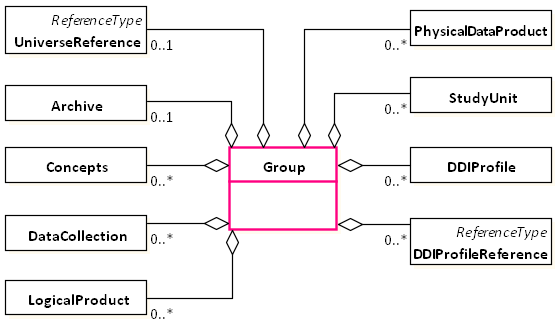 ReferenceType
UniverseReference
0..1
Archive
0..1
Concepts
0..*
DataCollection
0..*
LogicalProduct
0..*
Group
PhysicalDataProduct
0..*
StudyUnit
0..*
DDIProfile
0..*
ReferenceType
DDIProfileReference
0..*